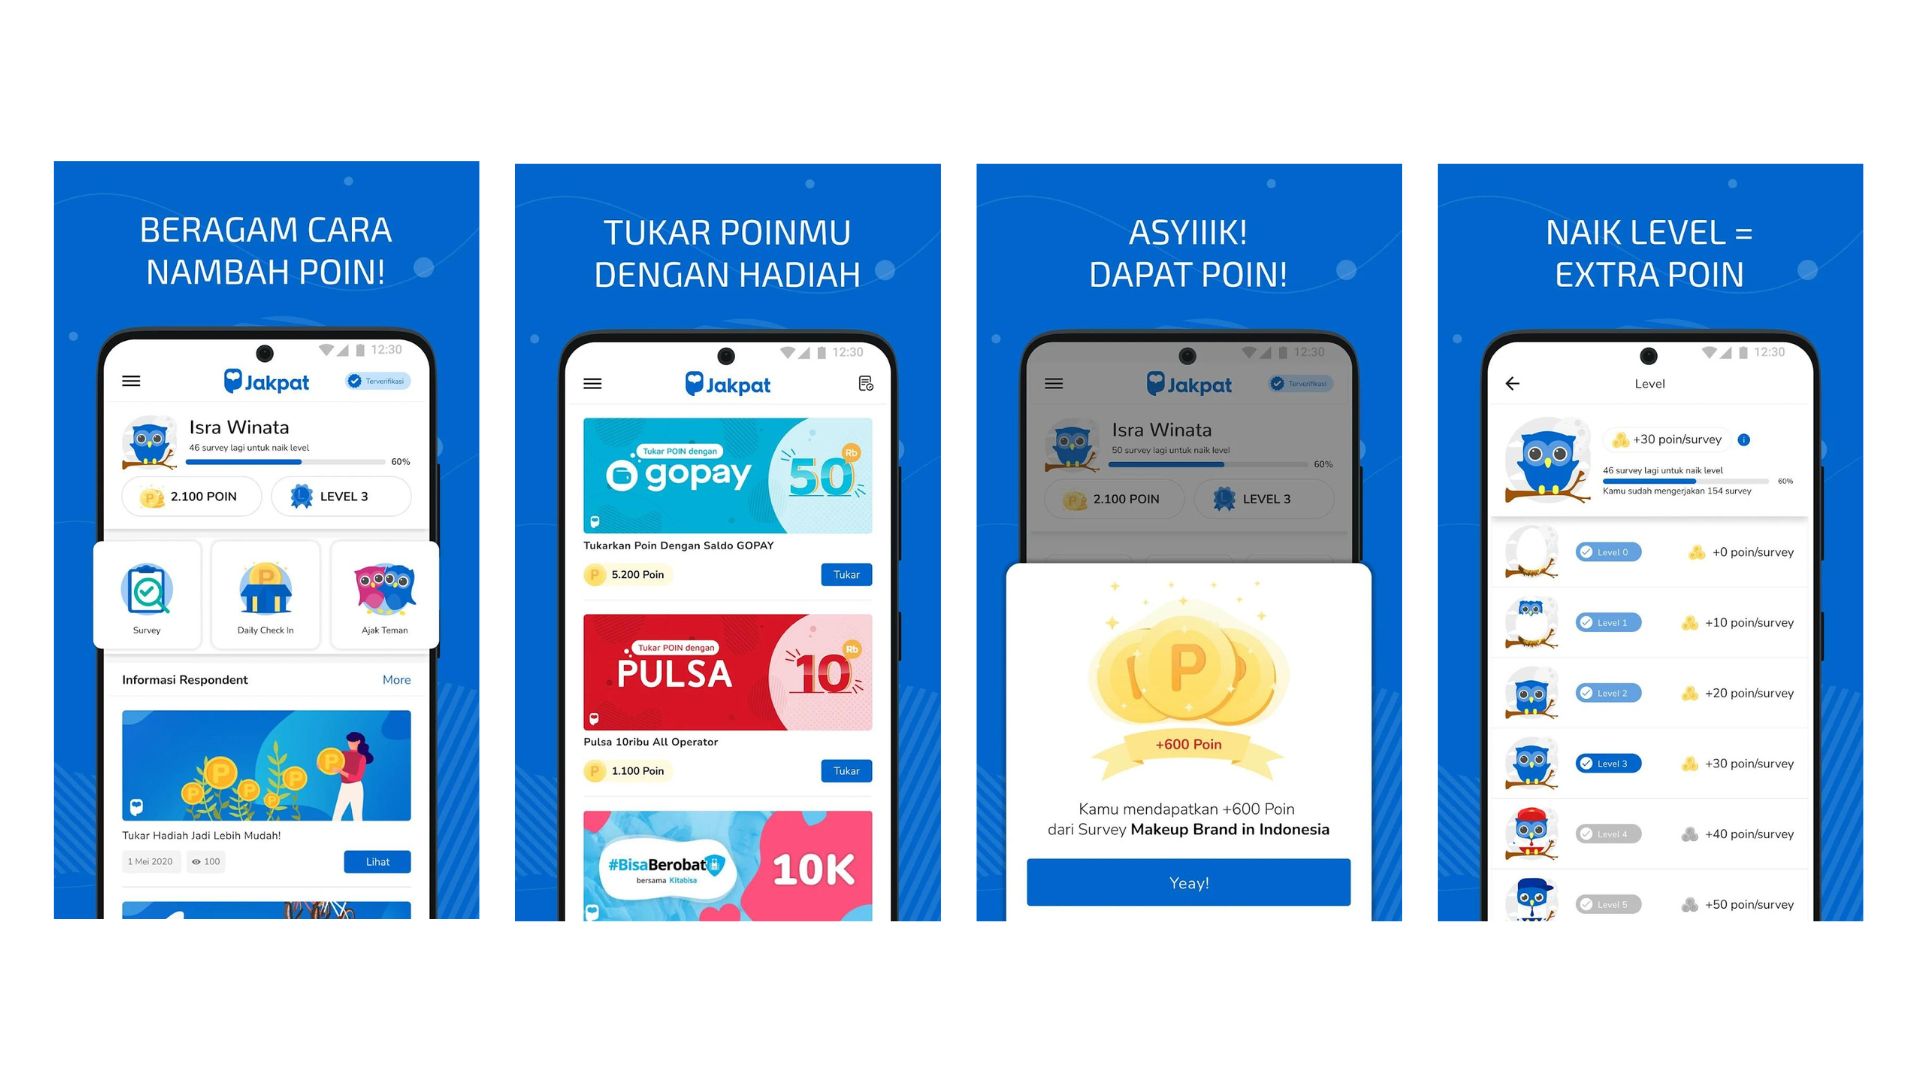 BERAGAM CARA
NAMBAH POIN!
12:30
Jakpat
Terverifikasi
Isra Winata
46 survey lagi untuk naik level
60%
P
2.100 POIN
L
LEVEL 3
P
Survey
Daily Check In
Ajak Teman
Informasi Respondent
More
P
P
P
P
P
Tukar Hadiah Jadi Lebih Mudah!
1 Mei 2020
100
Lihat
TUKAR POINMU
DENGAN HADIAH
12:30
Jakpat
Tukar POIN dengan
gopay
50
Rb
Tukarkan Poin Dengan Saldo GOPAY
P
5.200 Poin
Tukar
Tukar POIN dengan
PULSA
10
Rb
Pulsa 10ribu All Operator
P
1.100 Poin
Tukar
#BisaBerobat
bersama Kitabisa
10K
ASYIIIK!
DAPAT POIN!
12:30
Jakpat
Terverifikasi
Isra Winata
50 survey lagi untuk naik level
60%
P
2.100 POIN
L
LEVEL 3
P
+600 Poin
Kamu mendapatkan +600 Poin
dari Survey Makeup Brand in Indonesia
Yeay!
NAIK LEVEL =
EXTRA POIN
12:30
Level
+30 poin/survey
i
46 survey lagi untuk naik level
60%
Kamu sudah mengerjakan 154 survey
Level 0
+0 poin/survey
Level 1
+10 poin/survey
Level 2
+20 poin/survey
Level 3
+30 poin/survey
Level 4
+40 poin/survey
Level 5
+50 poin/survey